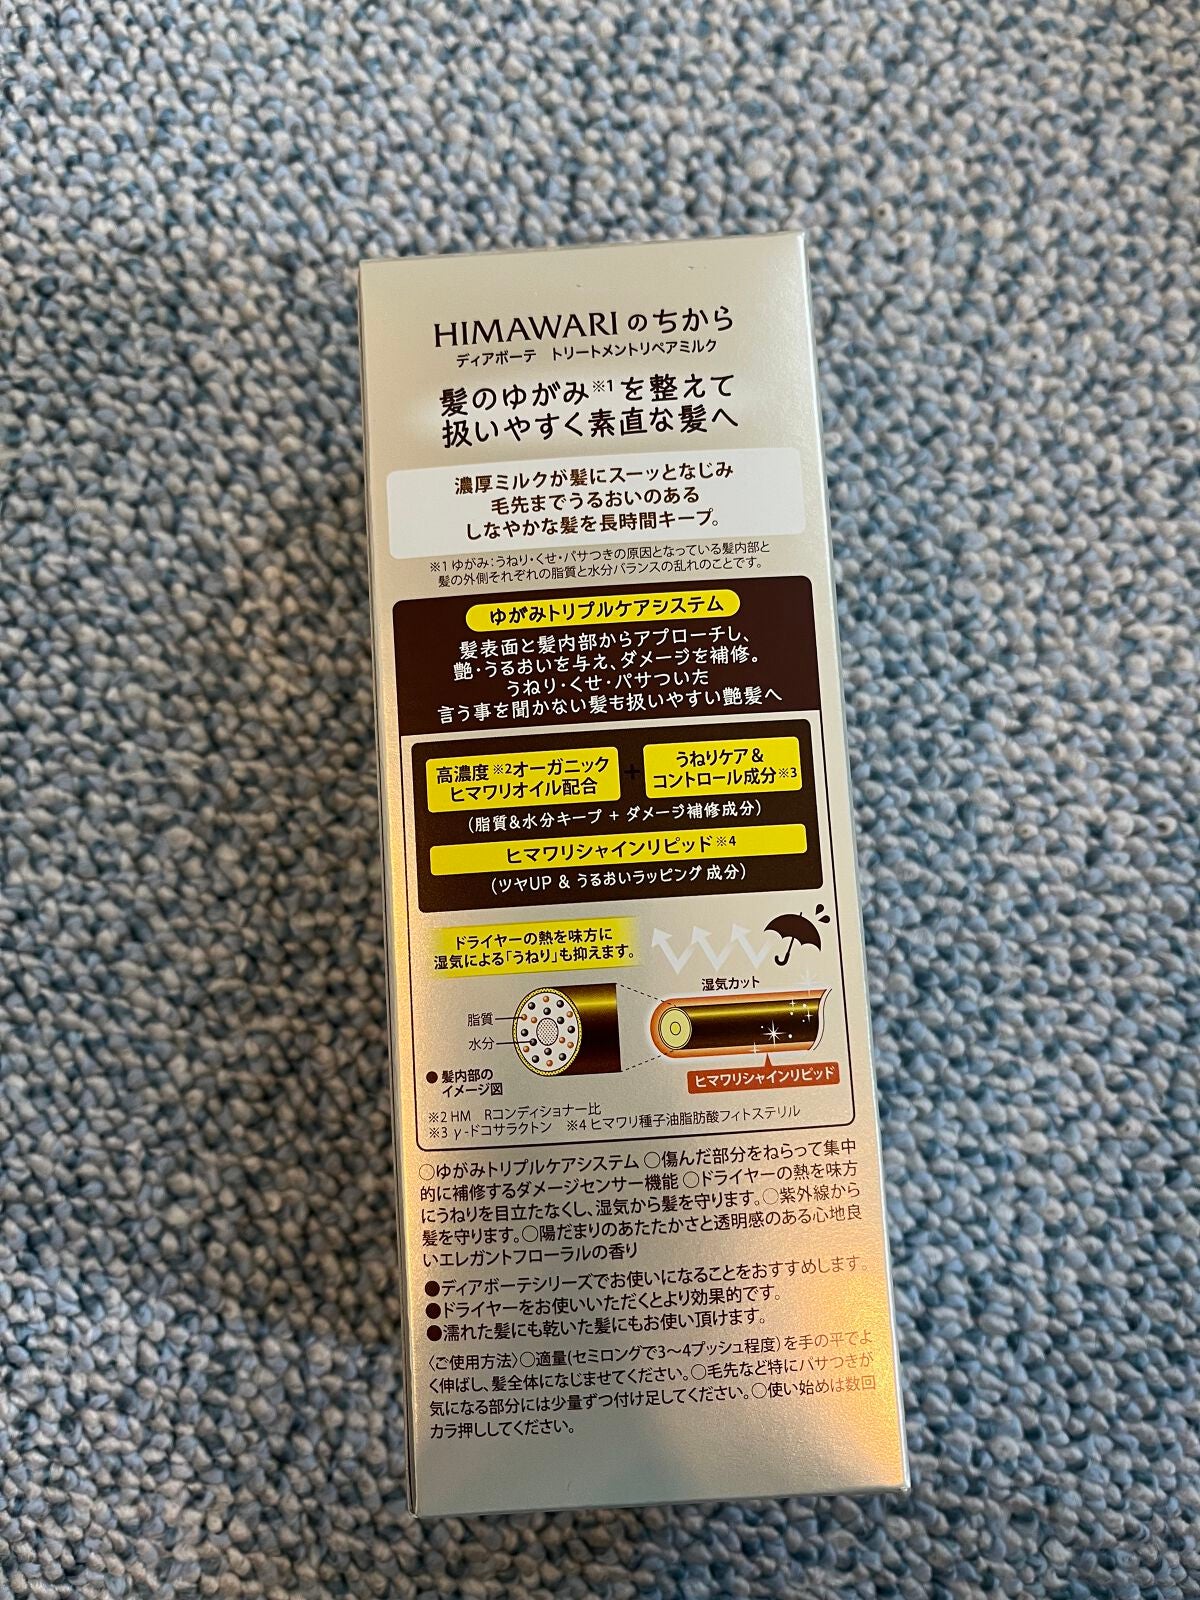 HIMAWARIのちから
ディアボーテ トリートメントリペアミルク
髪のゆがみ※1を整えて
扱いやすく素直な髪へ
濃厚ミルクが髪にスーッとなじみ
毛先までうるおいのある
しなやかな髪を長時間キープ。
※1 ゆがみ:うねり・くせ・パサつきの原因となっている髪内部と
髪の外側それぞれの脂質と水分バランスの乱れのことです。
ゆがみトリプルケアシステム
髪表面と髪内部からアプローチし、
艶・うるおいを与え、ダメージを補修。
うねり・くせ・パサついた
言う事を聞かない髪も扱いやすい艶髪へ
高濃度※2オーガニック
ヒマワリオイル配合
+
うねりケア&
コントロール成分※3
(脂質&水分キープ + ダメージ補修成分)
ヒマワリシャインリピッド※4
(ツヤUP & うるおいラッピング成分)
ドライヤーの熱を味方に
湿気による「うねり」も抑えます。
湿気カット
脂質
水分
●髪内部の
イメージ図
ヒマワリシャインリピッド
※2 HM Rコンディショナー比
※3 γ-ドコサラクトン ※4 ヒマワリ種子油脂肪酸フィトステリル
○ゆがみトリプルケアシステム ○傷んだ部分をねらって集中
的に補修するダメージセンサー機能 ○ドライヤーの熱を味方
にうねりを目立たなくし、湿気から髪を守ります。○紫外線から
髪を守ります。○陽だまりのあたたかさと透明感のある心地良
いエレガントフローラルの香り
●ディアボーテシリーズでお使いになることをおすすめします。
●ドライヤーをお使いいただくとより効果的です。
●濡れた髪にも乾いた髪にもお使い頂けます。
〈ご使用方法〉○適量(セミロングで3〜4プッシュ程度)を手の平でよ
く伸ばし、髪全体になじませてください。○毛先など特にパサつきが
気になる部分には少量ずつ付け足してください。○使い始めは数回
カラ押ししてください。